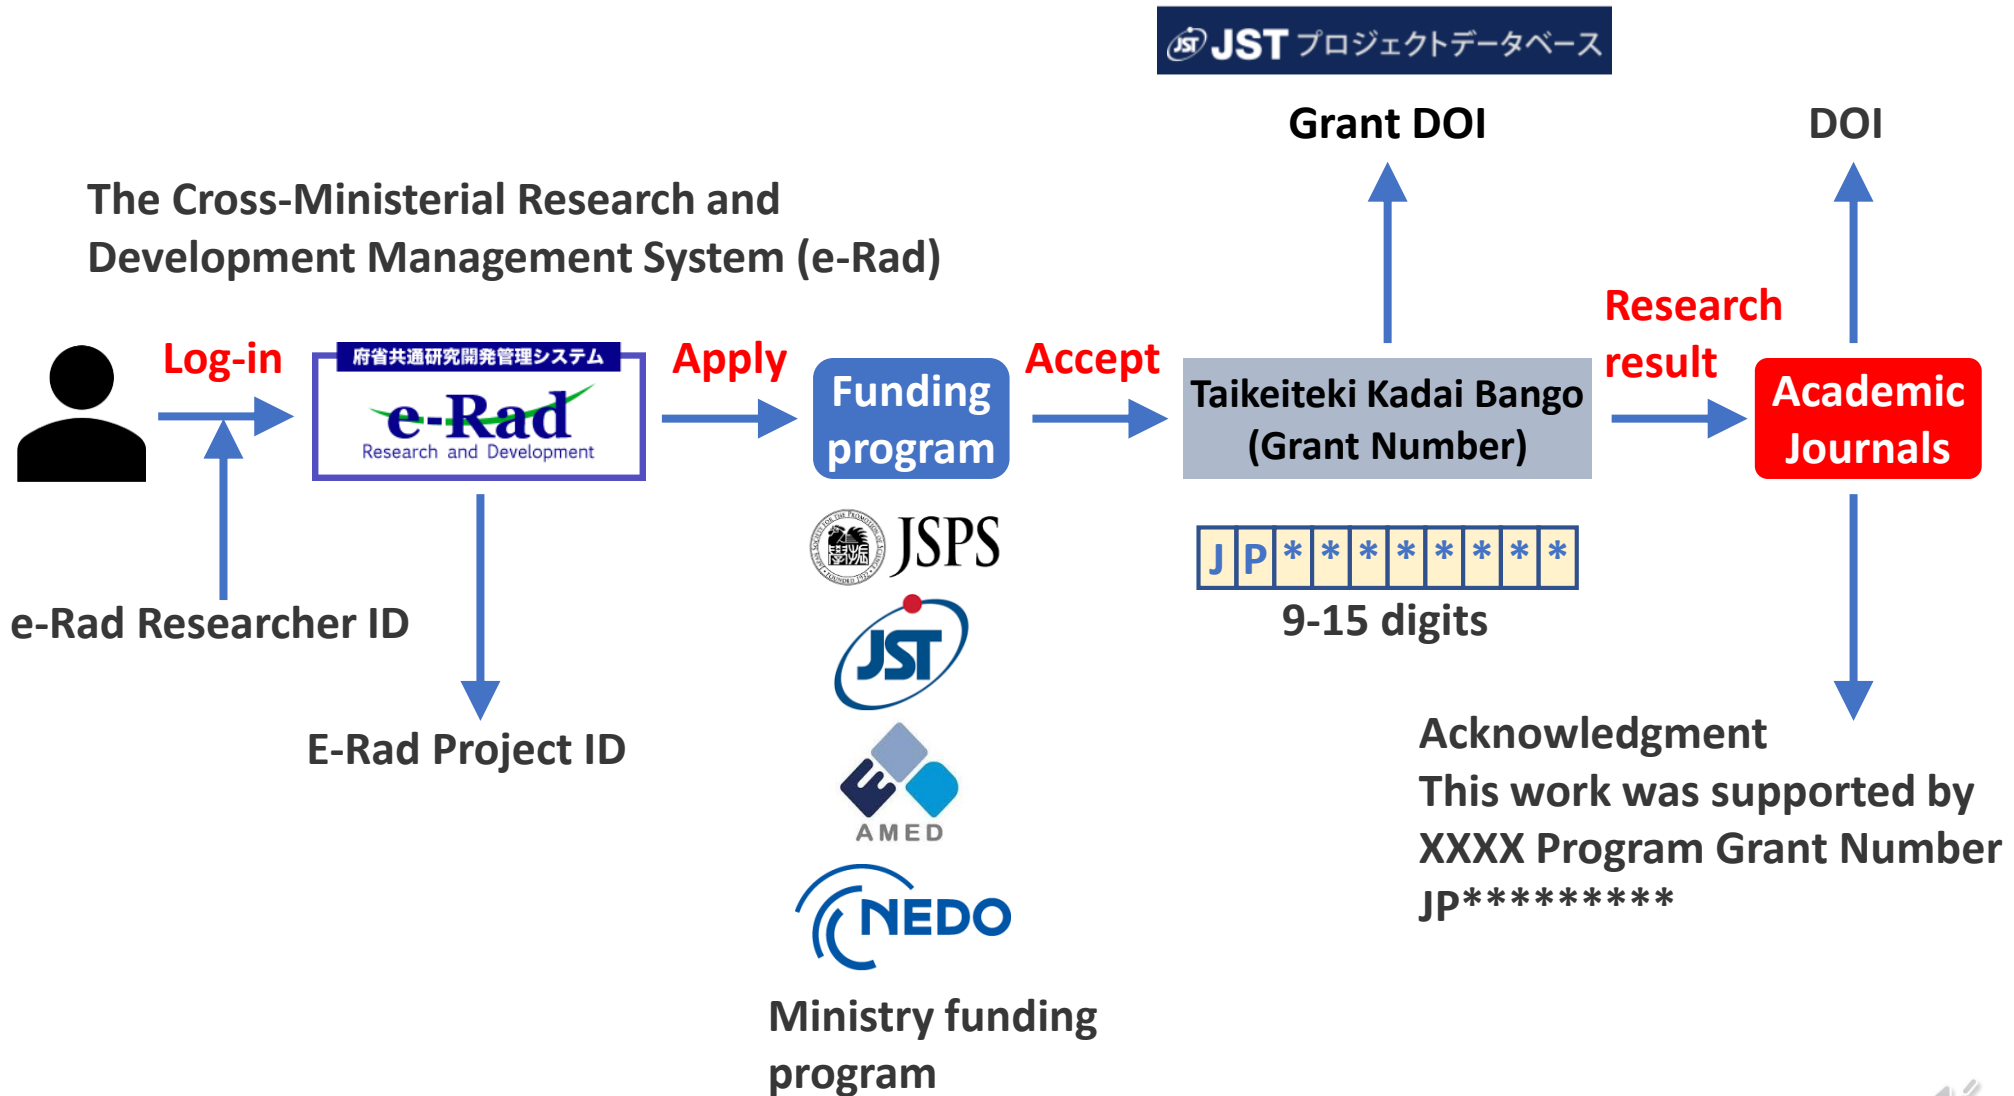 JST プロジェクトデータベース
Grant DOI
DOI
The Cross-Ministerial Research and
Development Management System (e-Rad)
Log-in
府省共通研究開発管理システム
e-Rad
Research and Development
Apply
Funding
program
Accept
Taikeiteki Kadai Bango
(Grant Number)
Research
result
Academic
Journals
e-Rad Researcher ID
E-Rad Project ID
JSPS
JST
AMED
NEDO
Ministry funding
program
JP********
9-15 digits
Acknowledgment
This work was supported by
XXXX Program Grant Number
JP*********